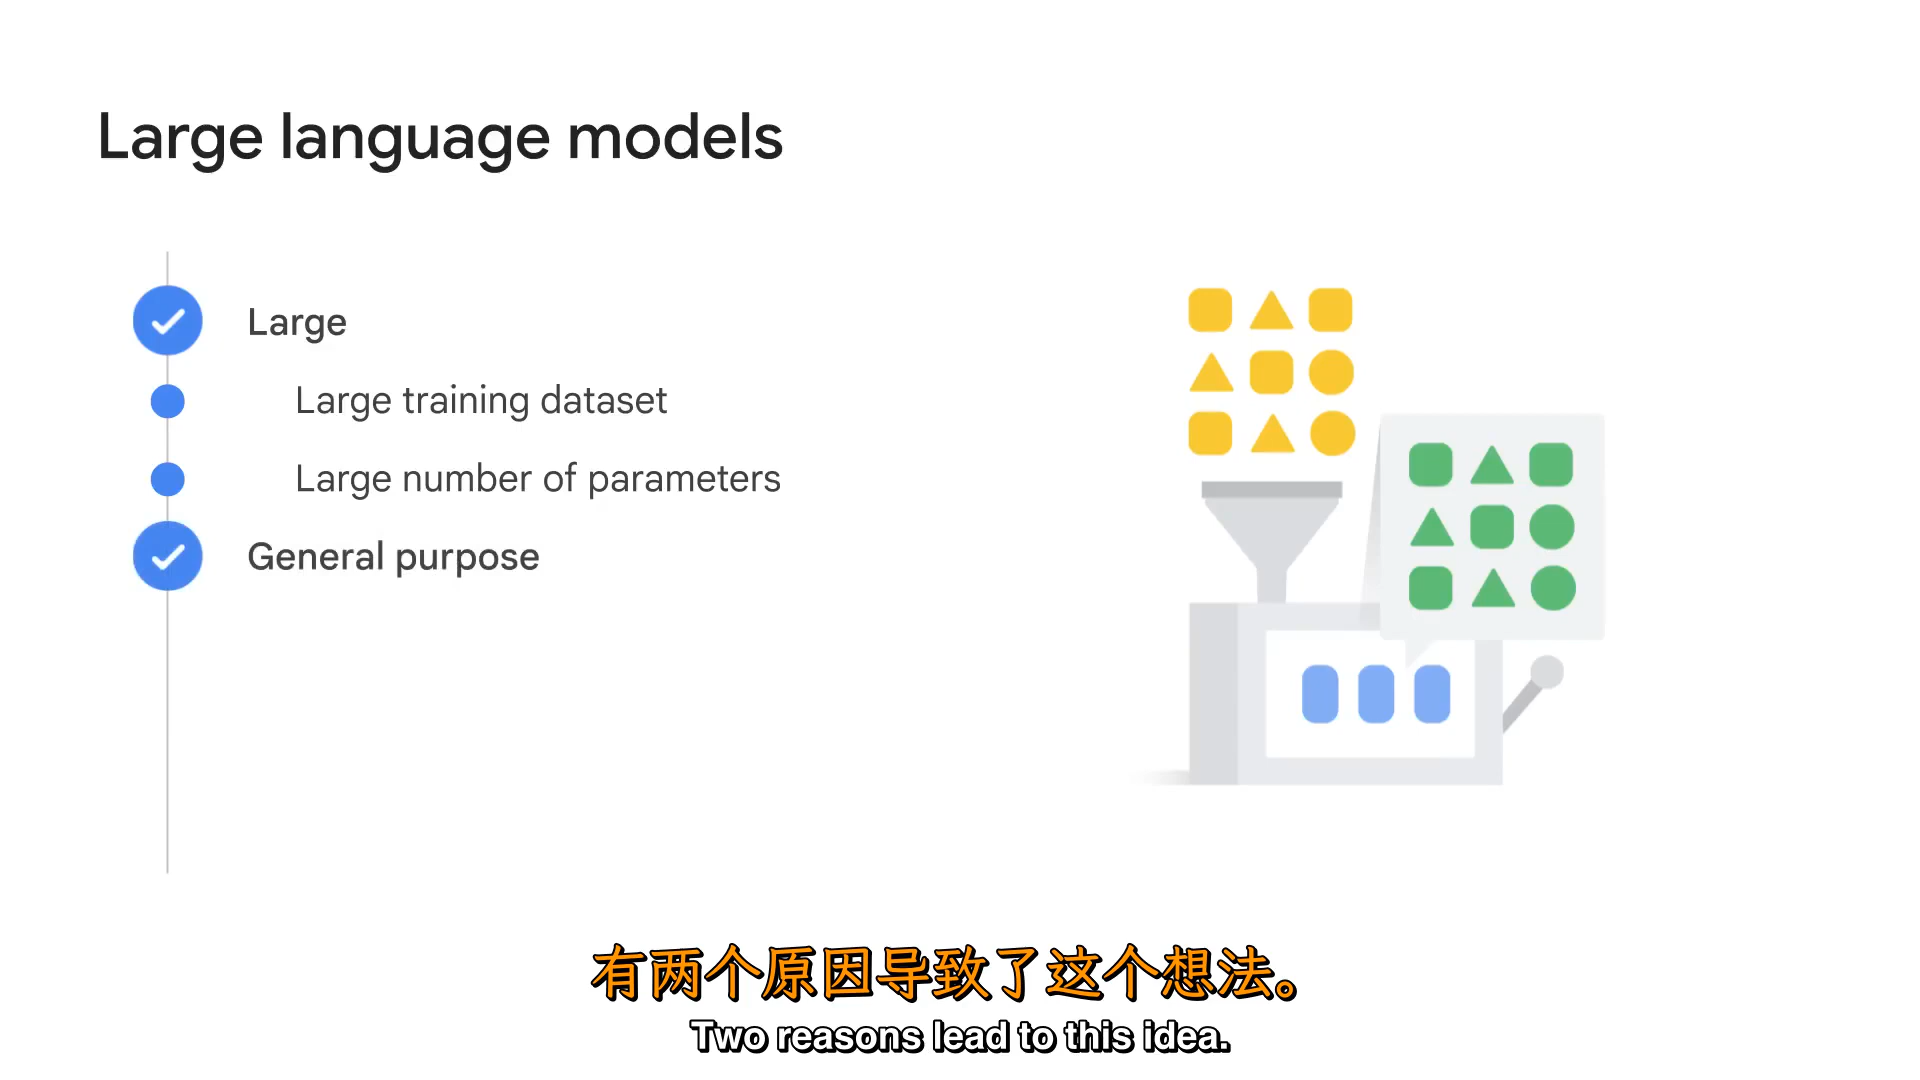 Large language models
Large
Large training dataset
Large number of parameters
General purpose
有两个原因导致了这个想法。
Two reasons lead to this idea.